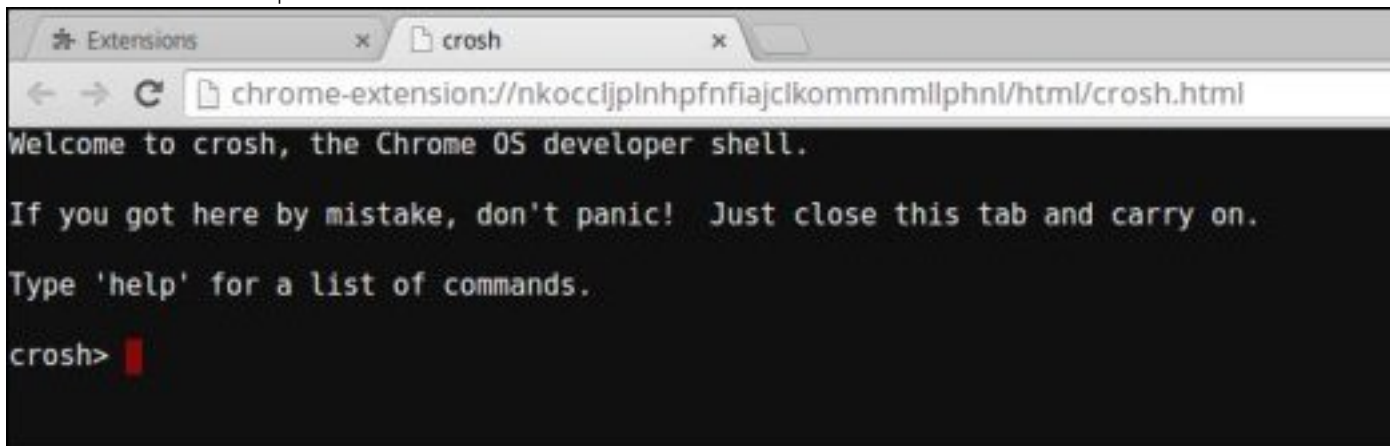 Extensions
crosh
chrome-extension://nkoccljplnhpfnfiajclkommnmllphnl/html/crosh.html
Welcome to crosh, the Chrome OS developer shell.
If you got here by mistake, don't panic! Just close this tab and carry on.
Type 'help' for a list of commands.
crosh>